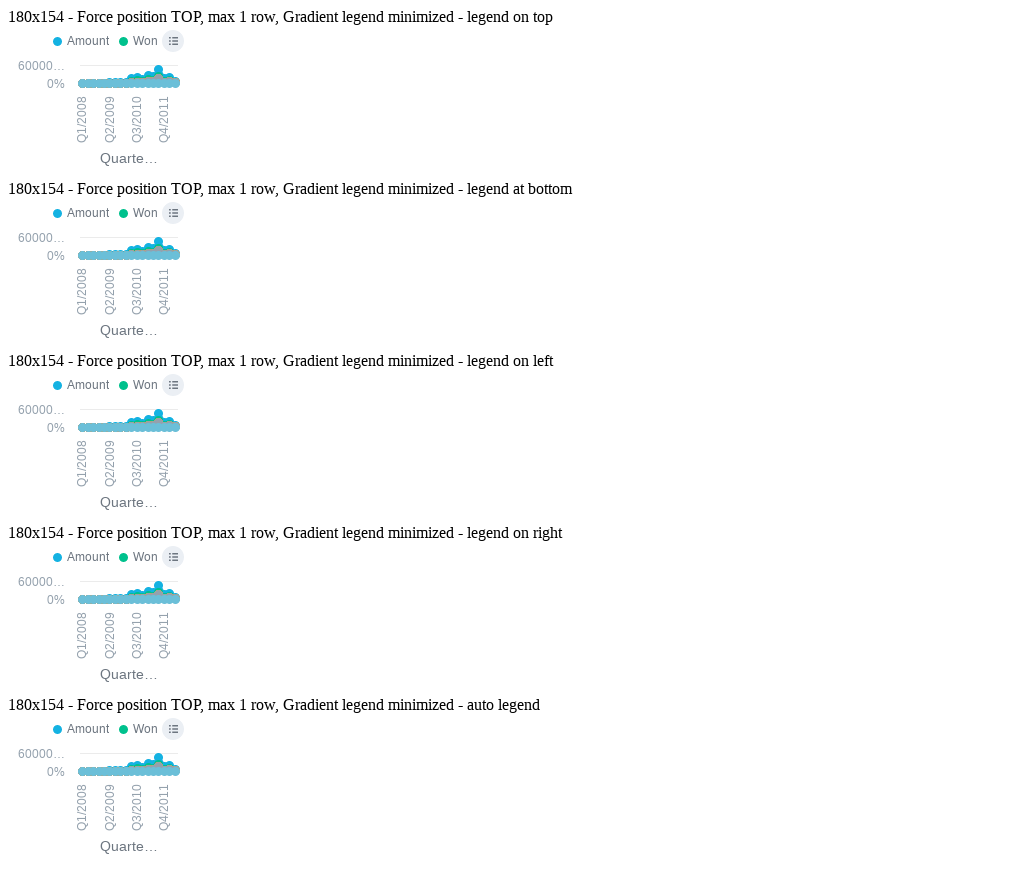 180x154 - Force position TOP, max 1 row, Gradient legend minimized - legend on top
Amount Won
60000…
0%
Q1/2008 Q2/2009 Q3/2010 Q4/2011
Quarte…
180x154 - Force position TOP, max 1 row, Gradient legend minimized - legend at bottom
Amount Won
60000…
0%
Q1/2008 Q2/2009 Q3/2010 Q4/2011
Quarte…
180x154 - Force position TOP, max 1 row, Gradient legend minimized - legend on left
Amount Won
60000…
0%
Q1/2008 Q2/2009 Q3/2010 Q4/2011
Quarte…
180x154 - Force position TOP, max 1 row, Gradient legend minimized - legend on right
Amount Won
60000…
0%
Q1/2008 Q2/2009 Q3/2010 Q4/2011
Quarte…
180x154 - Force position TOP, max 1 row, Gradient legend minimized - auto legend
Amount Won
60000…
0%
Q1/2008 Q2/2009 Q3/2010 Q4/2011
Quarte…